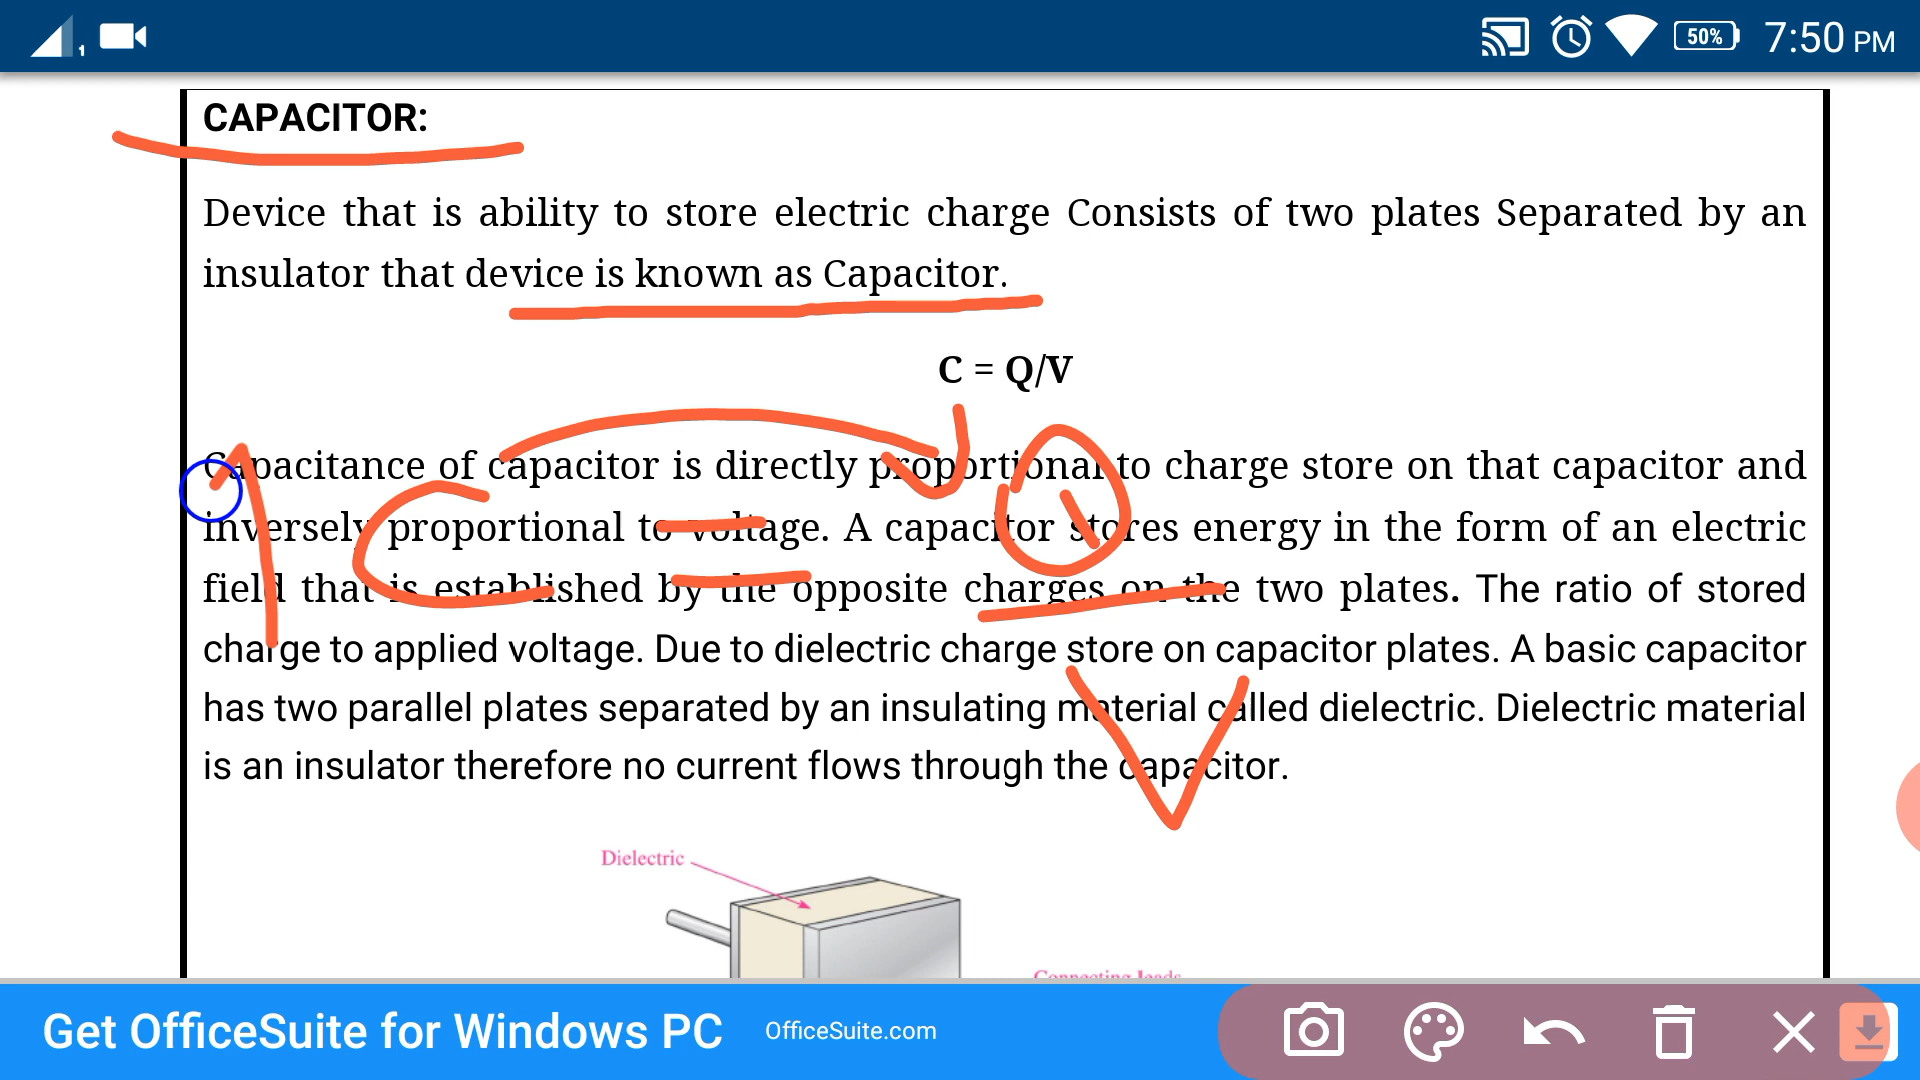 1
50%
7:50 PM
CAPACITOR:
Device that is ability to store electric charge Consists of two plates Separated by an
insulator that device is known as Capacitor.
C = Q/V
Capacitance of capacitor is directly proportional to charge store on that capacitor and
inversely proportional to voltage. A capacitor stores energy in the form of an electric
field that is established by the opposite charges on the two plates. The ratio of stored
charge to applied voltage. Due to dielectric charge store on capacitor plates. A basic capacitor
has two parallel plates separated by an insulating material called dielectric. Dielectric material
is an insulator therefore no current flows through the capacitor.
C = Q
V
Dielectric
Connecting leads
Get OfficeSuite for Windows PC
OfficeSuite.com